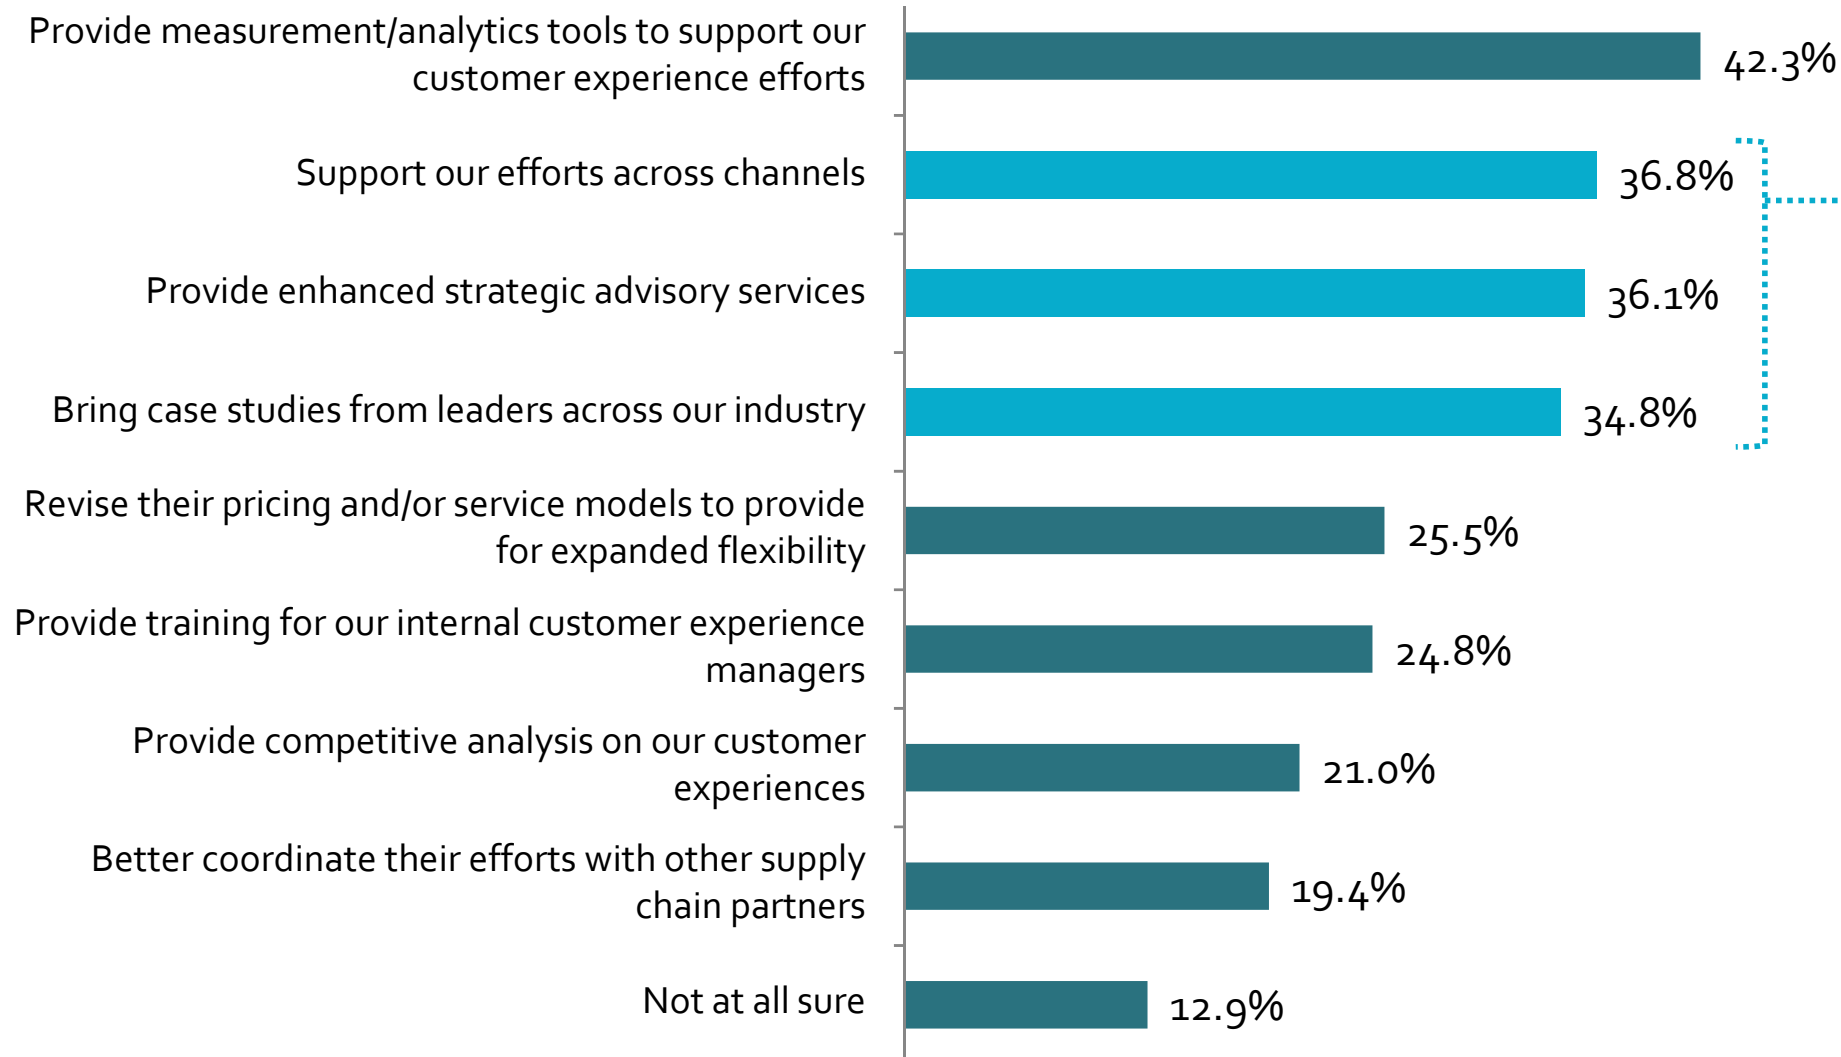 Provide measurement/analytics tools to support our
customer experience efforts
42.3%
Support our efforts across channels
36.8%
Provide enhanced strategic advisory services
36.1%
Bring case studies from leaders across our industry
34.8%
Revise their pricing and/or service models to provide
for expanded flexibility
25.5%
Provide training for our internal customer experience
managers
24.8%
Provide competitive analysis on our customer
experiences
21.0%
Better coordinate their efforts with other supply
chain partners
19.4%
Not at all sure
12.9%